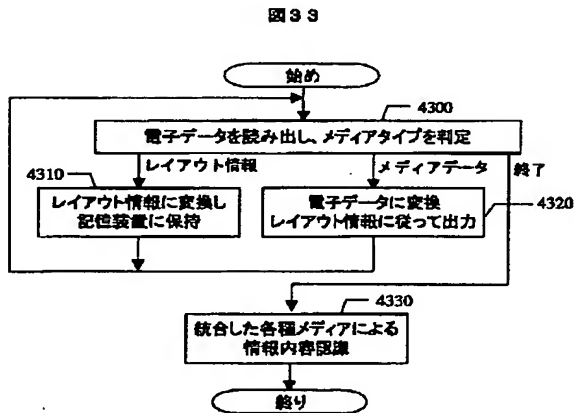 図33
始め
4300
電子データを読み出し、メディアタイプを判定
4310
レイアウト情報
メディアデータ
終了
レイアウト情報に変換し
記憶装置に保持
電子データに変換
レイアウト情報に従って出力
4320
4330
統合した各種メディアによる
情報内容認識
終り